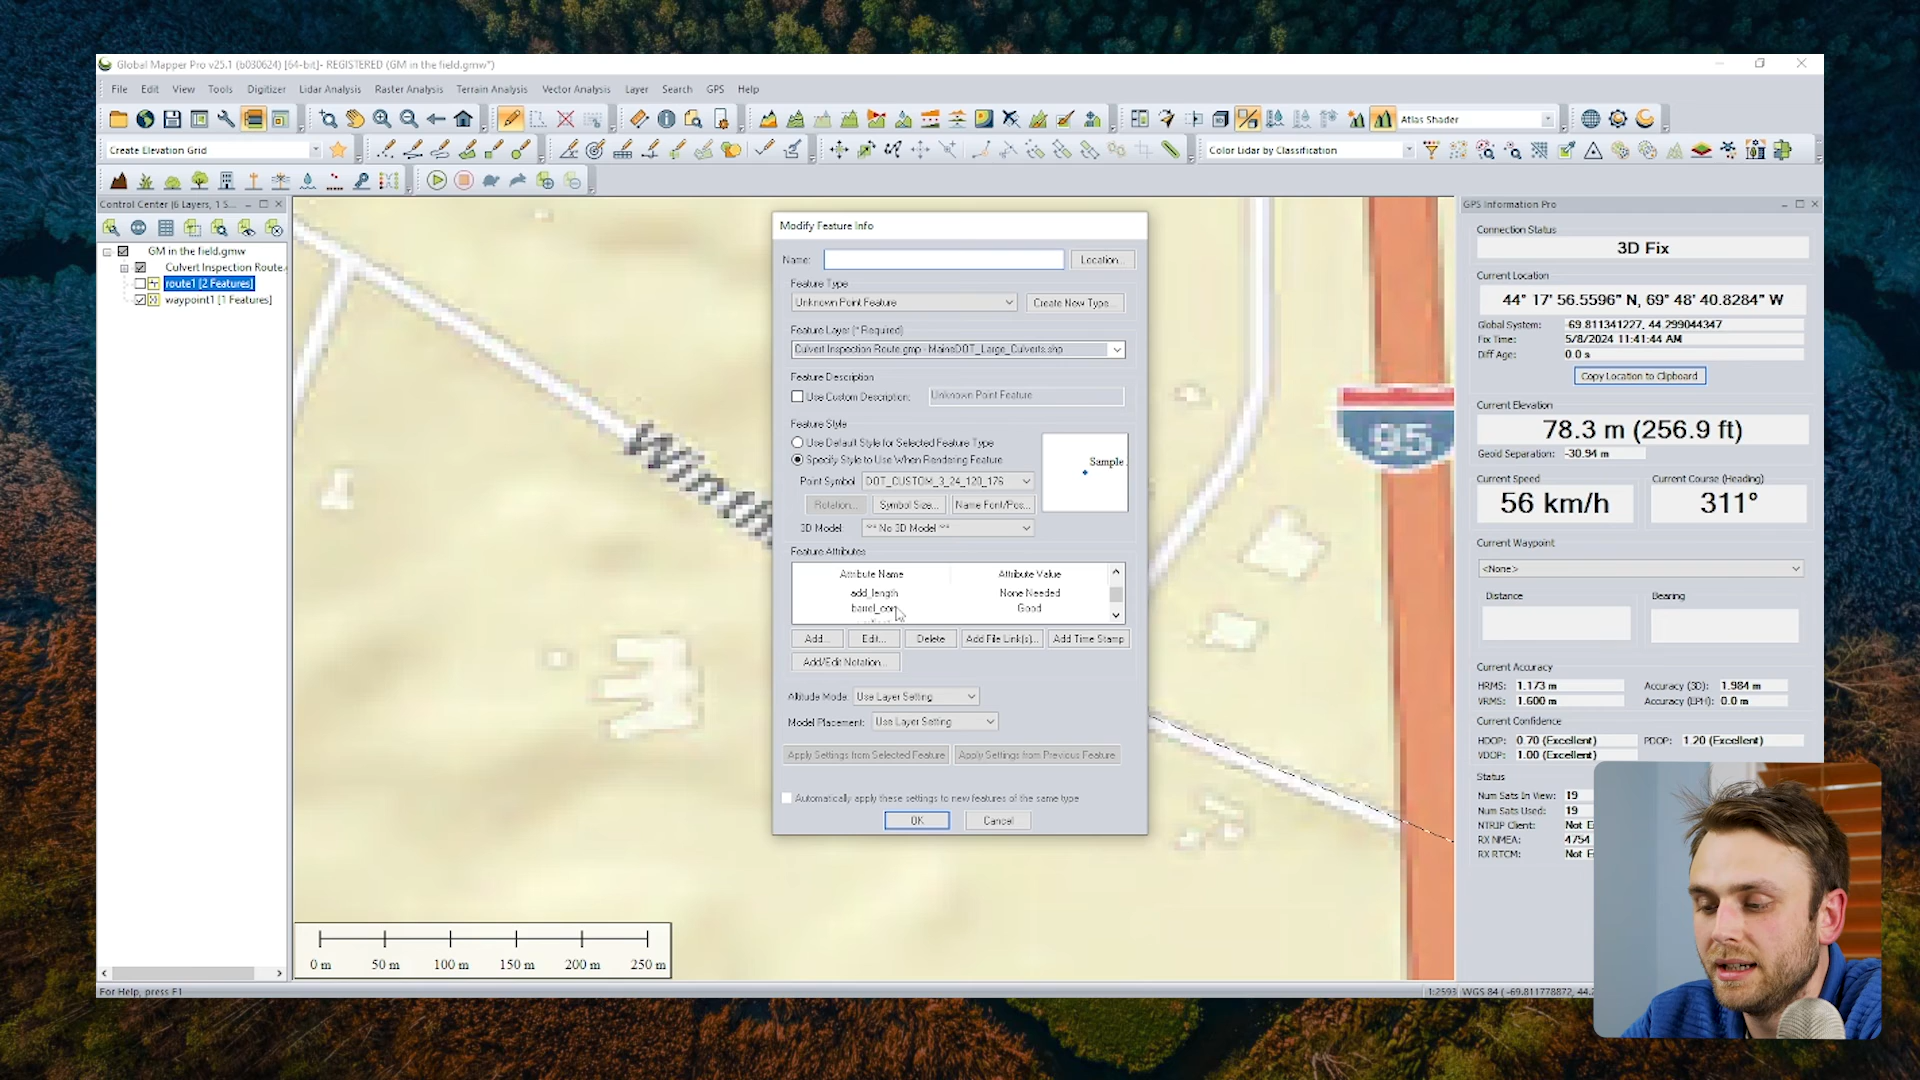 Global Mapper Pro v25.1 (b030624) [64-bit]- REGISTERED (GM in the field.gmw*)
File Edit View Tools Digitizer Lidar Analysis Raster Analysis Terrain Analysis Vector Analysis Layer Search GPS Help
Atlas Shader
Create Elevation Grid
Color Lidar by Classification
Control Center (6 Layers, 1 S...
GM in the field.gmw
Culvert Inspection Route.
route1 [2 Features]
waypoint1 [1 Features]
Modify Feature Info
Name:
Location...
Feature Type
Unknown Point Feature
Create New Type...
Feature Layer (* Required)
Culvert Inspection Route.gmp - MaineDOT_Large_Culverts.shp
Feature Description
Use Custom Description:
Unknown Point Feature
Feature Style
Use Default Style for Selected Feature Type
Specify Style to Use When Rendering Feature
Sample
Point Symbol
DOT_CUSTOM_3_24_120_176
Rotation...
Symbol Size...
Name Font/Pos...
3D Model:
** No 3D Model **
Feature Attributes
Attribute Name Attribute Value
add_length None Needed
barrel_con Good
Add... Edit... Delete Add File Link(s)... Add Time Stamp
Add/Edit Notation...
Altitude Mode: Use Layer Setting
Model Placement: Use Layer Setting
Apply Settings from Selected Feature
Apply Settings from Previous Feature
Automatically apply these settings to new features of the same type
OK Cancel
95
0 m 50 m 100 m 150 m 200 m 250 m
GPS Information Pro
Connection Status
3D Fix
Current Location
44° 17' 56.5596" N, 69° 48' 40.8284" W
Global System: -69.811341227, 44.299044347
Fix Time: 5/8/2024 11:41:44 AM
Diff Age: 0.0 s
Copy Location to Clipboard
Current Elevation
78.3 m (256.9 ft)
Geoid Separation: -30.94 m
Current Speed Current Course (Heading)
56 km/h 311°
Current Waypoint
<None>
Distance Bearing
Current Accuracy
HRMS: 1.173 m Accuracy (3D): 1.984 m
VRMS: 1.600 m Accuracy (EPH): 0.0 m
Current Confidence
HDOP: 0.70 (Excellent) PDOP: 1.20 (Excellent)
VDOP: 1.00 (Excellent)
Status
Num Sats In View: 19
Num Sats Used: 19
NTRIP Client: Not E
RX NMEA: 4754
RX RTCM: Not E
For Help, press F1
1:2593 WGS 84 ( -69.811778872, 44.2